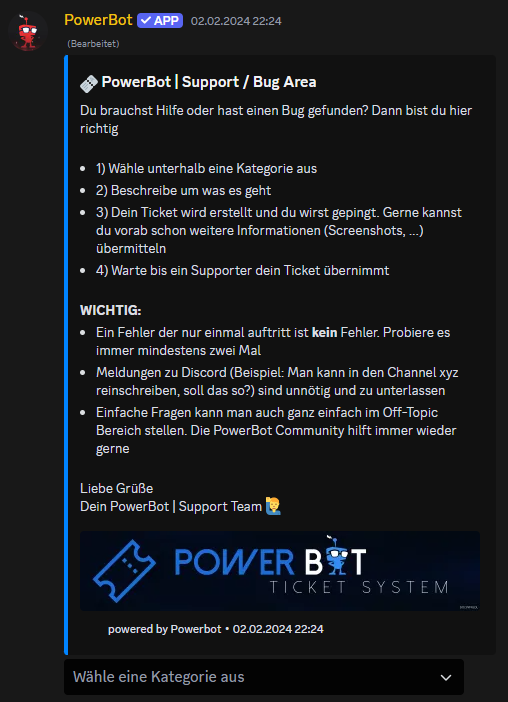 PowerBot ✓ APP 02.02.2024 22:24
(Bearbeitet)
PowerBot | Support / Bug Area
Du brauchst Hilfe oder hast einen Bug gefunden? Dann bist du hier
richtig
• 1) Wähle unterhalb eine Kategorie aus
• 2) Beschreibe um was es geht
• 3) Dein Ticket wird erstellt und du wirst gepingt. Gerne kannst
du vorab schon weitere Informationen (Screenshots, ...)
übermitteln
• 4) Warte bis ein Supporter dein Ticket übernimmt
WICHTIG:
• Ein Fehler der nur einmal auftritt ist kein Fehler. Probiere es
immer mindestens zwei Mal
• Meldungen zu Discord (Beispiel: Man kann in den Channel xyz
reinschreiben, soll das so?) sind unnötig und zu unterlassen
• Einfache Fragen kann man auch ganz einfach im Off-Topic
Bereich stellen. Die PowerBot Community hilft immer wieder
gerne
Liebe Grüße
Dein PowerBot | Support Team 🙋‍♂️
POWER BOT
TICKET SYSTEM
powered by Powerbot • 02.02.2024 22:24
Wähle eine Kategorie aus